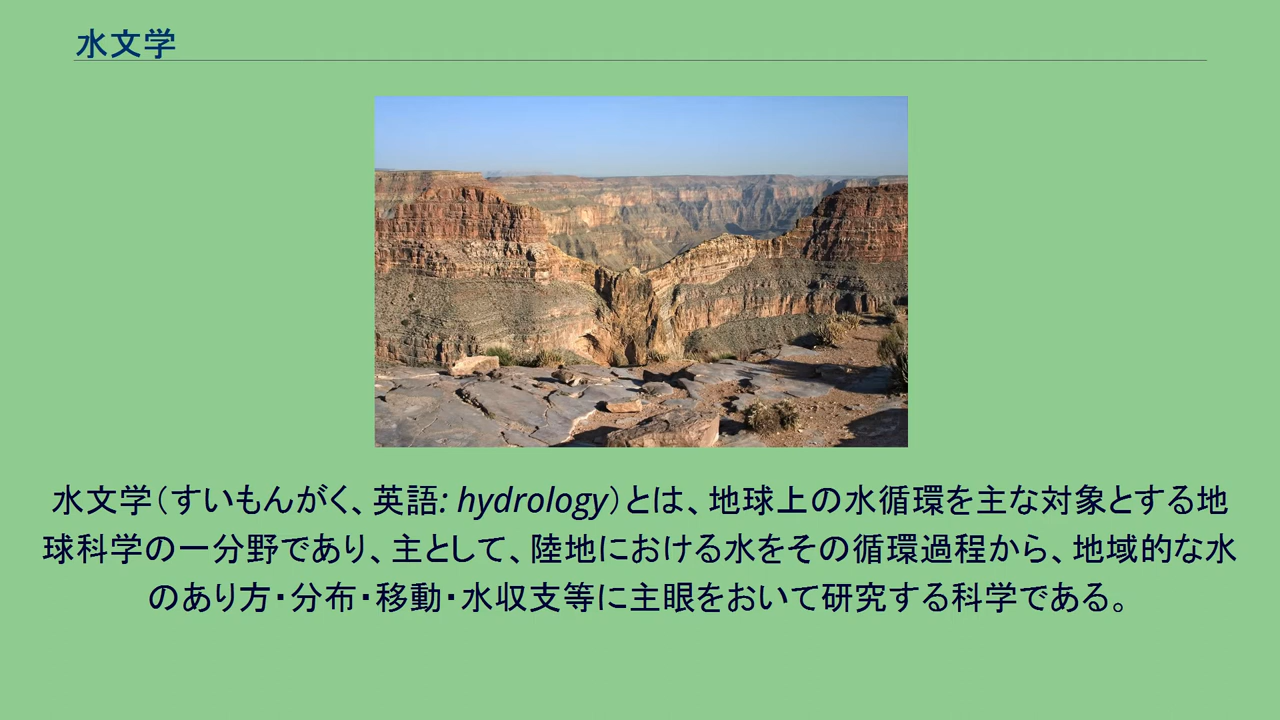 水文学
水文学（すいもんがく、英語: hydrology）とは、地球上の水循環を主な対象とする地
球科学の一分野であり、主として、陸地における水をその循環過程から、地域的な水
のあり方・分布・移動・水収支等に主眼をおいて研究する科学である。